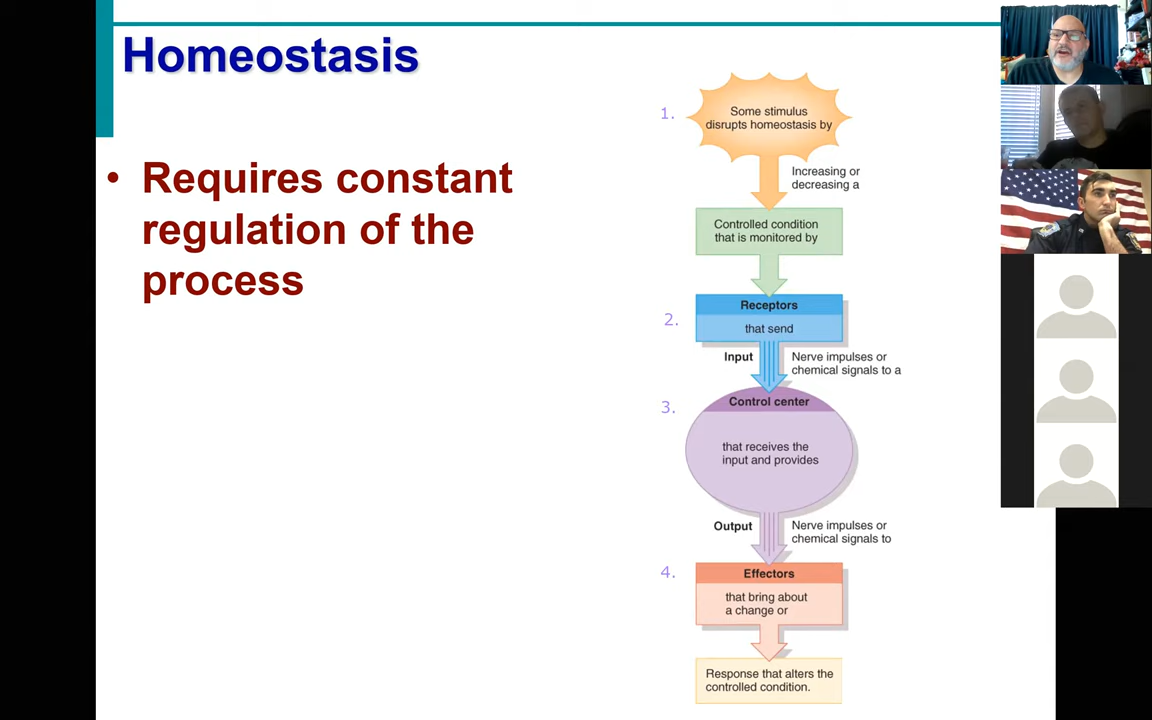 Homeostasis
• Requires constant
regulation of the
process
1.
Some stimulus
disrupts homeostasis by
Increasing or
decreasing a
Controlled condition
that is monitored by
2.
Receptors
that send
Input
Nerve impulses or
chemical signals to a
3.
Control center
that receives the
input and provides
Output
Nerve impulses or
chemical signals to
4.
Effectors
that bring about
a change or
Response that alters the
controlled condition.